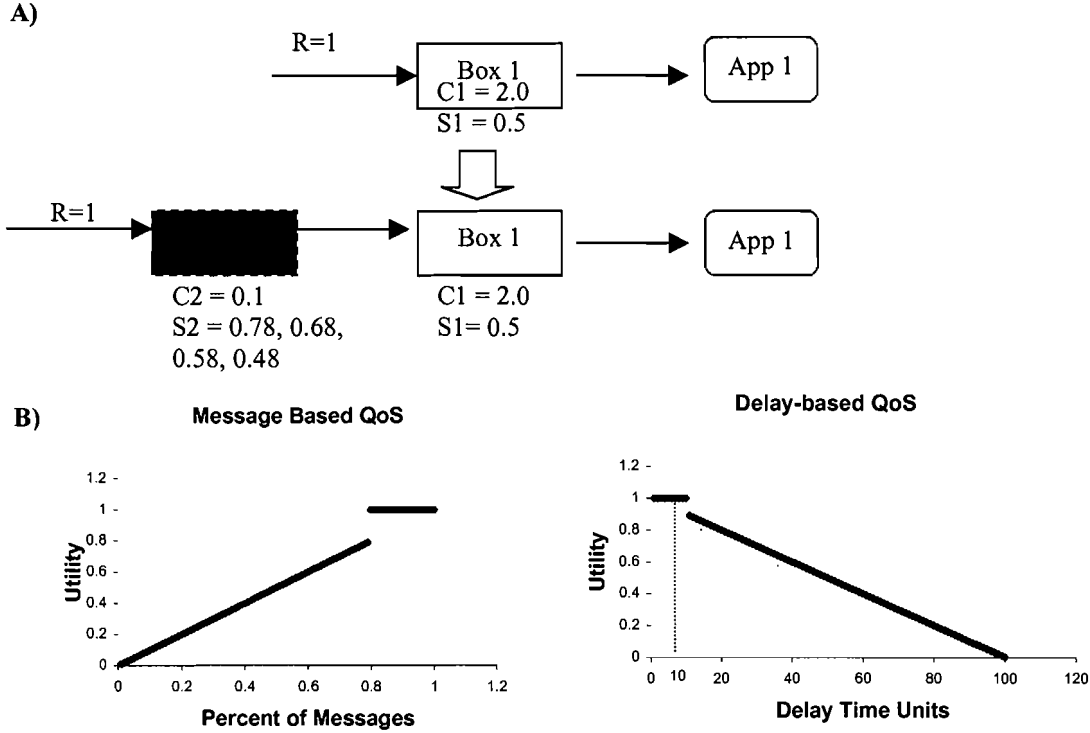 A)
R=1
Box 1
C1 = 2.0
S1 = 0.5
App 1
R=1
Box 1
App 1
C2 = 0.1
S2 = 0.78, 0.68,
0.58, 0.48
C1 = 2.0
S1= 0.5
B)
Message Based QoS
Utility
1.2
1
0.8
0.6
0.4
0.2
0
0 0.2 0.4 0.6 0.8 1 1.2
Percent of Messages
Delay-based QoS
Utility
1.2
1
0.8
0.6
0.4
0.2
0
0 10 20 40 60 80 100 120
Delay Time Units